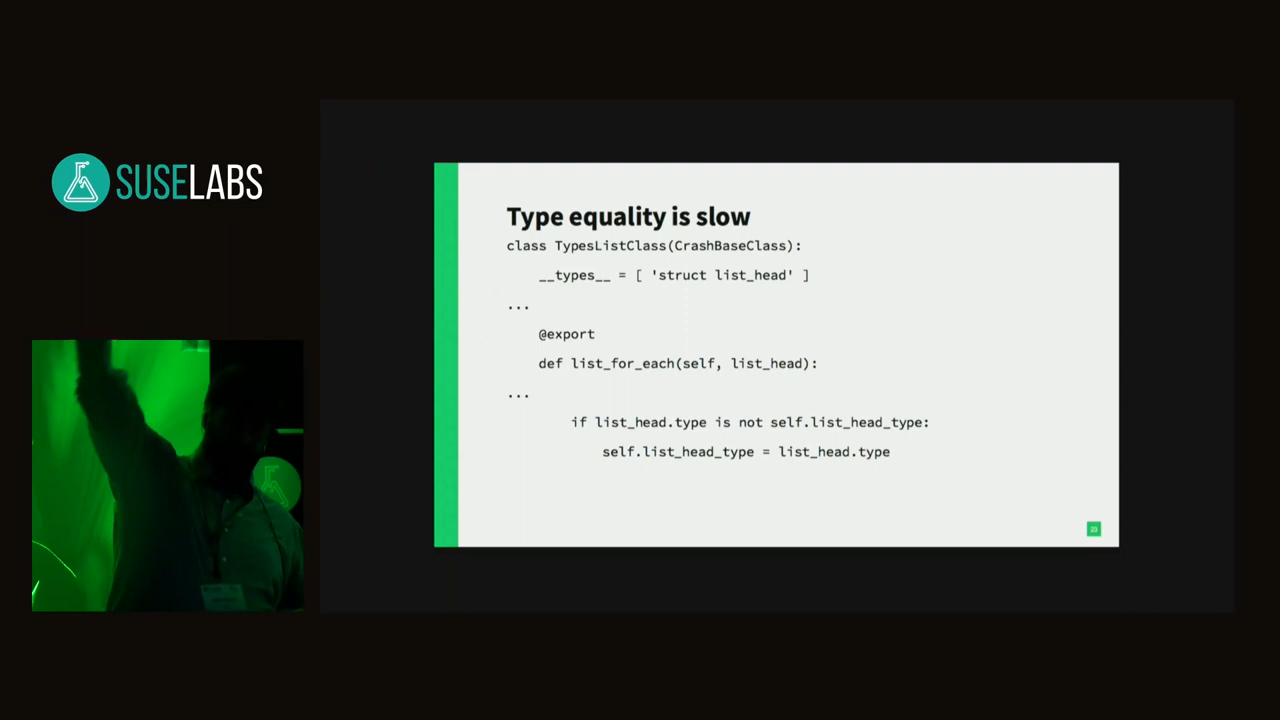 SUSELABS
Type equality is slow
class TypesListClass(CrashBaseClass):
__types__ = [ 'struct list_head' ]
...
@export
def list_for_each(self, list_head):
...
if list_head.type is not self.list_head_type:
self.list_head_type = list_head.type
23